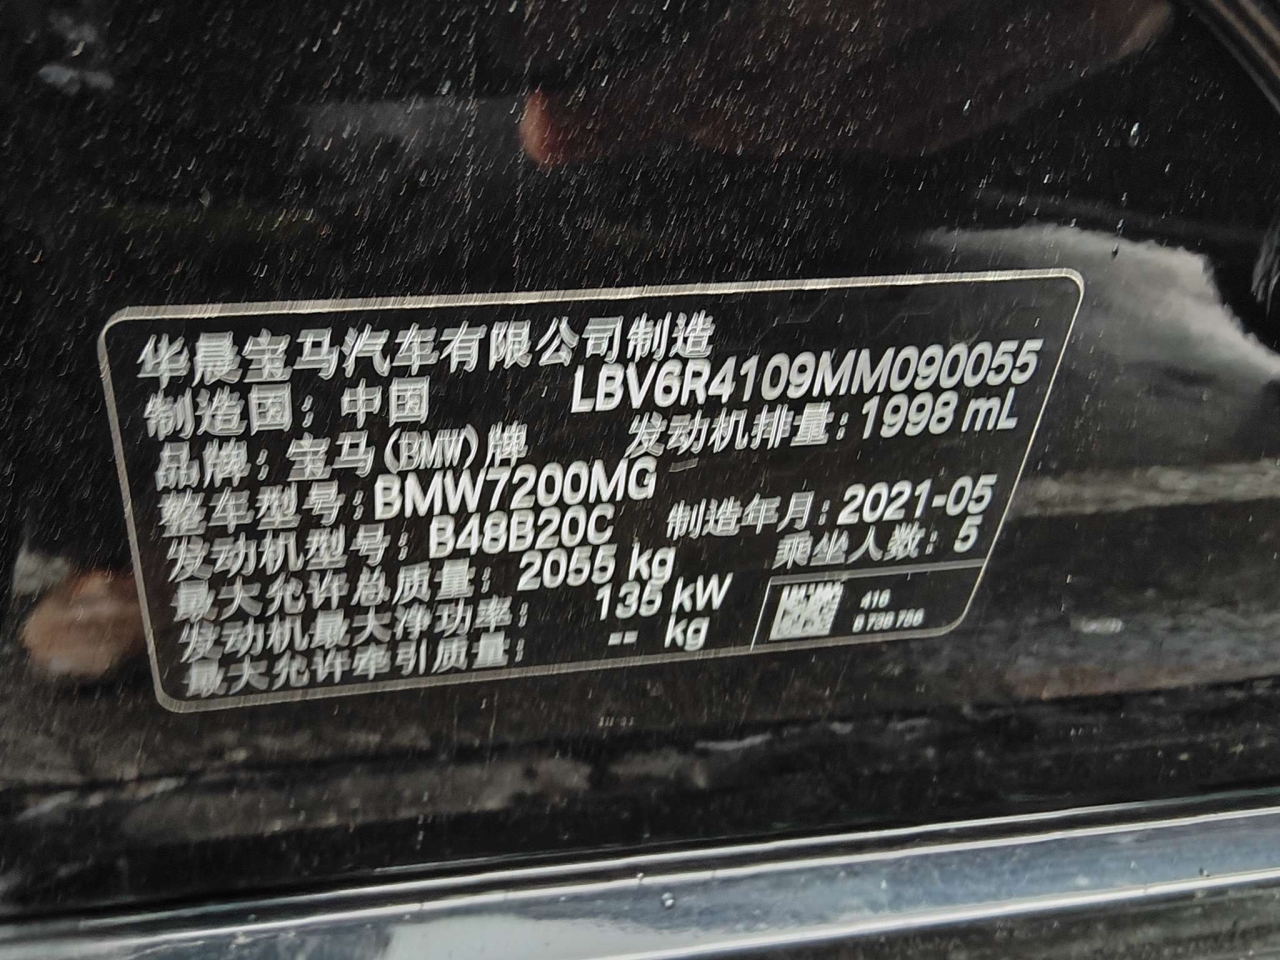 华晨宝马汽车有限公司制造
制造国：中国 LBV6R4109MM090055
品牌：宝马(BMW)牌 发动机排量：1998 mL
整车型号：BMW7200MG
发动机型号：B48B20C 制造年月：2021-05
最大允许总质量：2055 kg 乘坐人数：5
发动机最大净功率：135 kW
最大允许牵引质量：-- kg
416